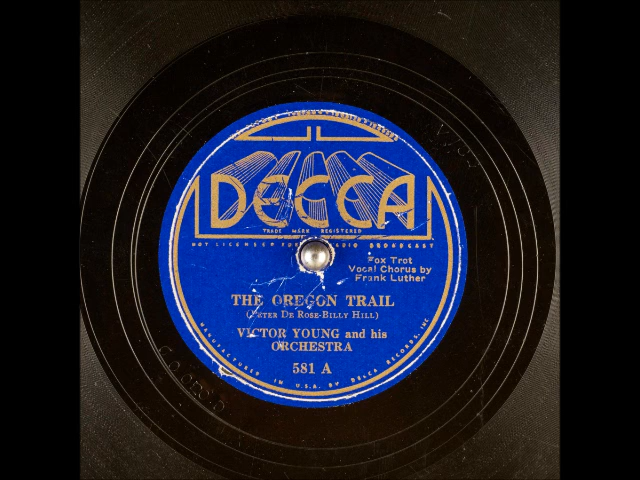 DECCA
TRADE MARK REGISTERED
NOT LICENSED FOR RADIO BROADCAST
Fox Trot
Vocal Chorus by
Frank Luther
THE OREGON TRAIL
(PETER DE ROSE-BILLY HILL)
VICTOR YOUNG and his
ORCHESTRA
581 A
MANUFACTURED IN U.S.A. BY DECCA RECORDS, INC.